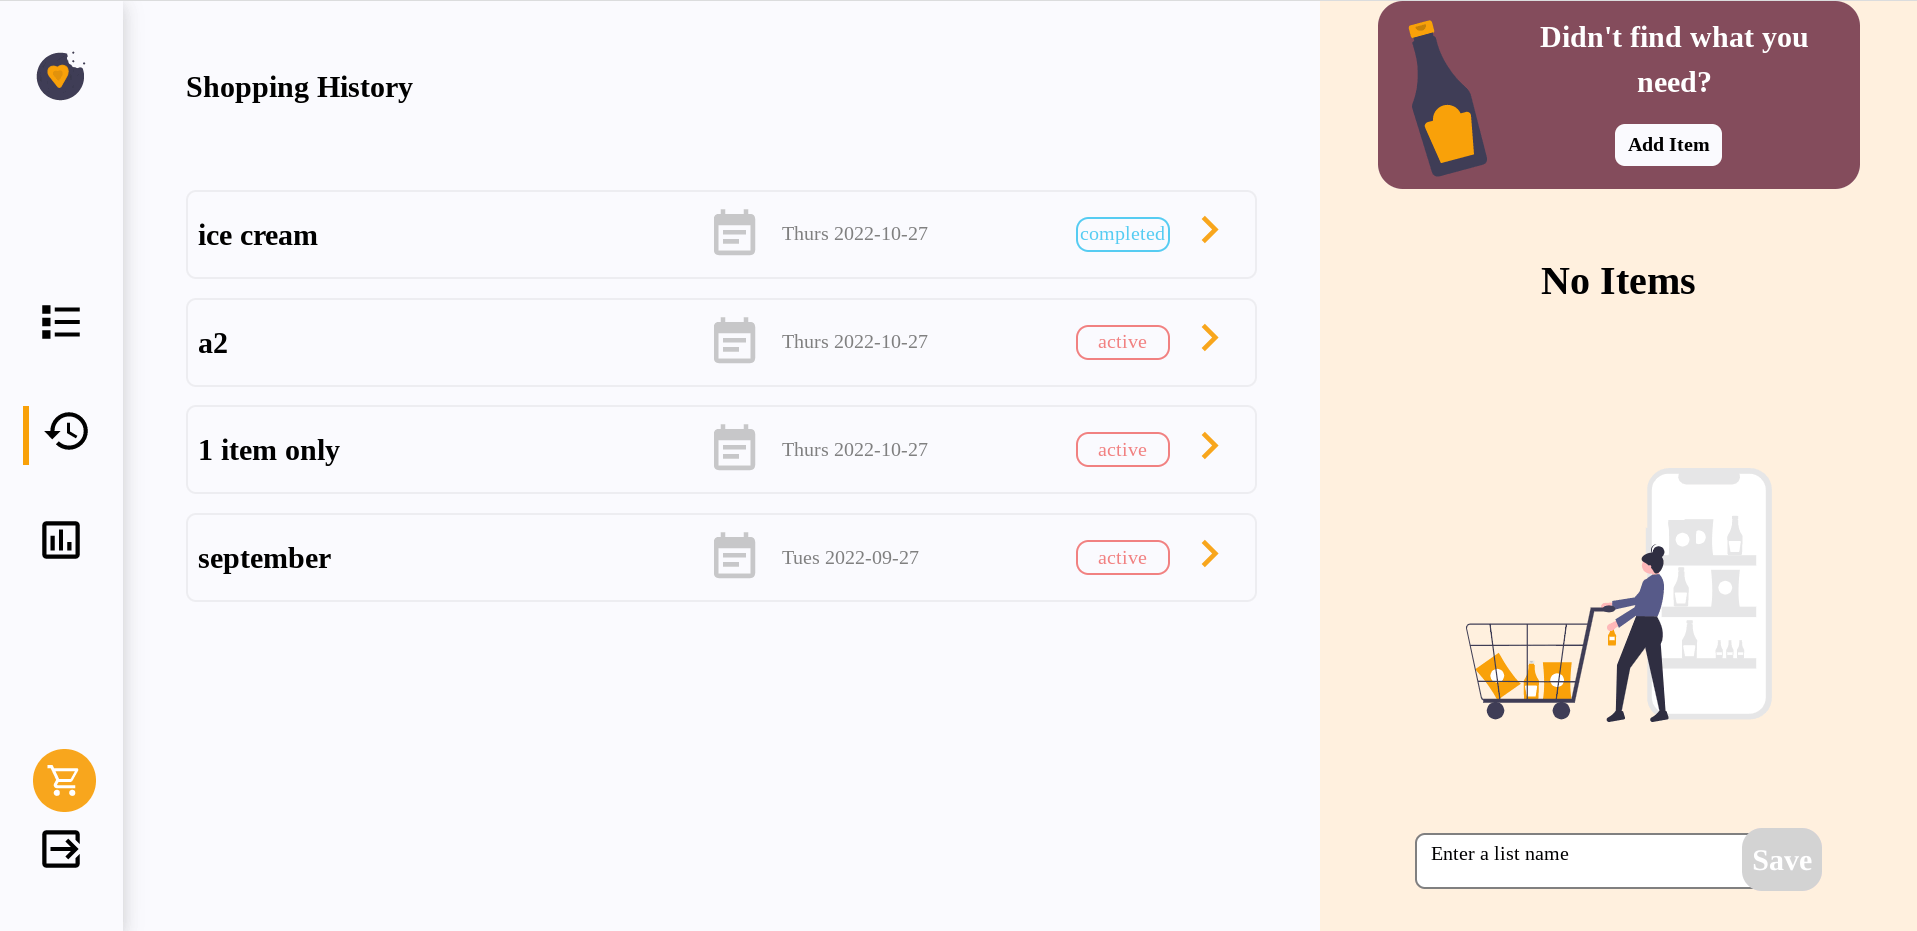 Shopping History
ice cream
Thurs 2022-10-27
completed
a2
Thurs 2022-10-27
active
1 item only
Thurs 2022-10-27
active
september
Tues 2022-09-27
active
Didn't find what you
need?
Add Item
No Items
Enter a list name
Save